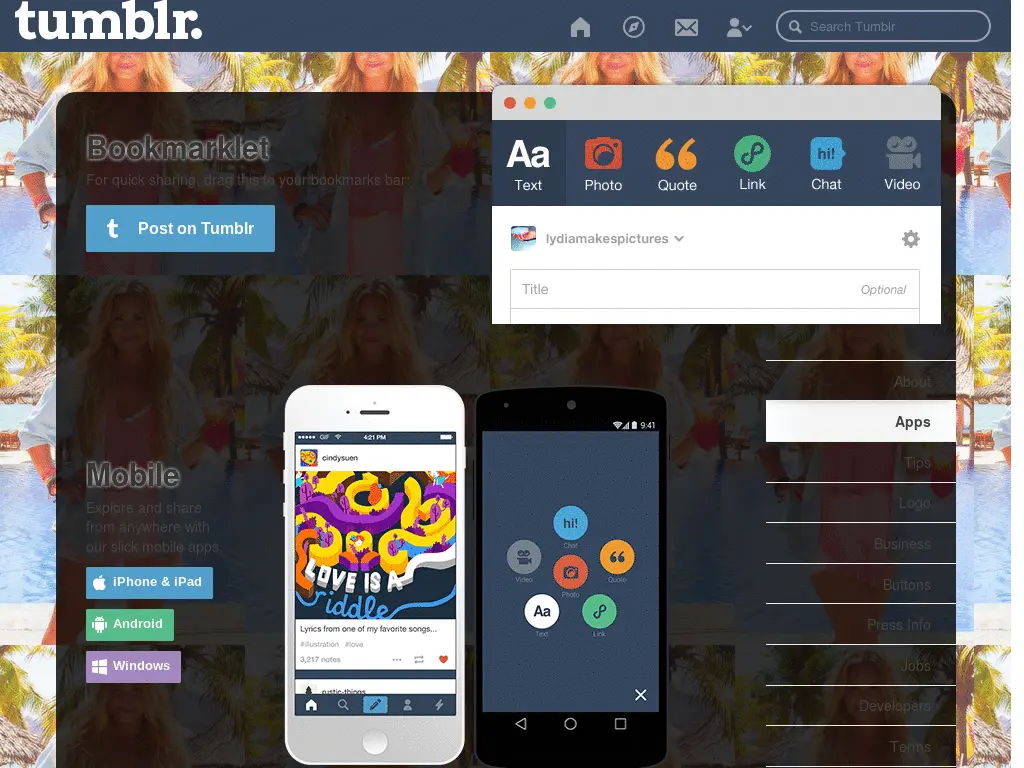 tumblr.
Search Tumblr
Bookmarklet
For quick sharing, drag this to your bookmarks bar:
t Post on Tumblr
Aa
Text
Photo
Quote
Link
hi!
Chat
Video
lydiamakespictures
Title
Optional
About
Apps
Tips
Logo
Business
Buttons
Press Info
Jobs
Developers
Terms
Mobile
Explore and share
from anywhere with
our slick mobile apps.
iPhone & iPad
Android
Windows
GIF 4:21 PM
cindysuen
LOVE IS A
riddle
Lyrics from one of my favorite songs...
#illustration #love
3,217 notes
rustic-things
9:41
hi!
Chat
Video
Quote
Photo
Aa
Text
Link